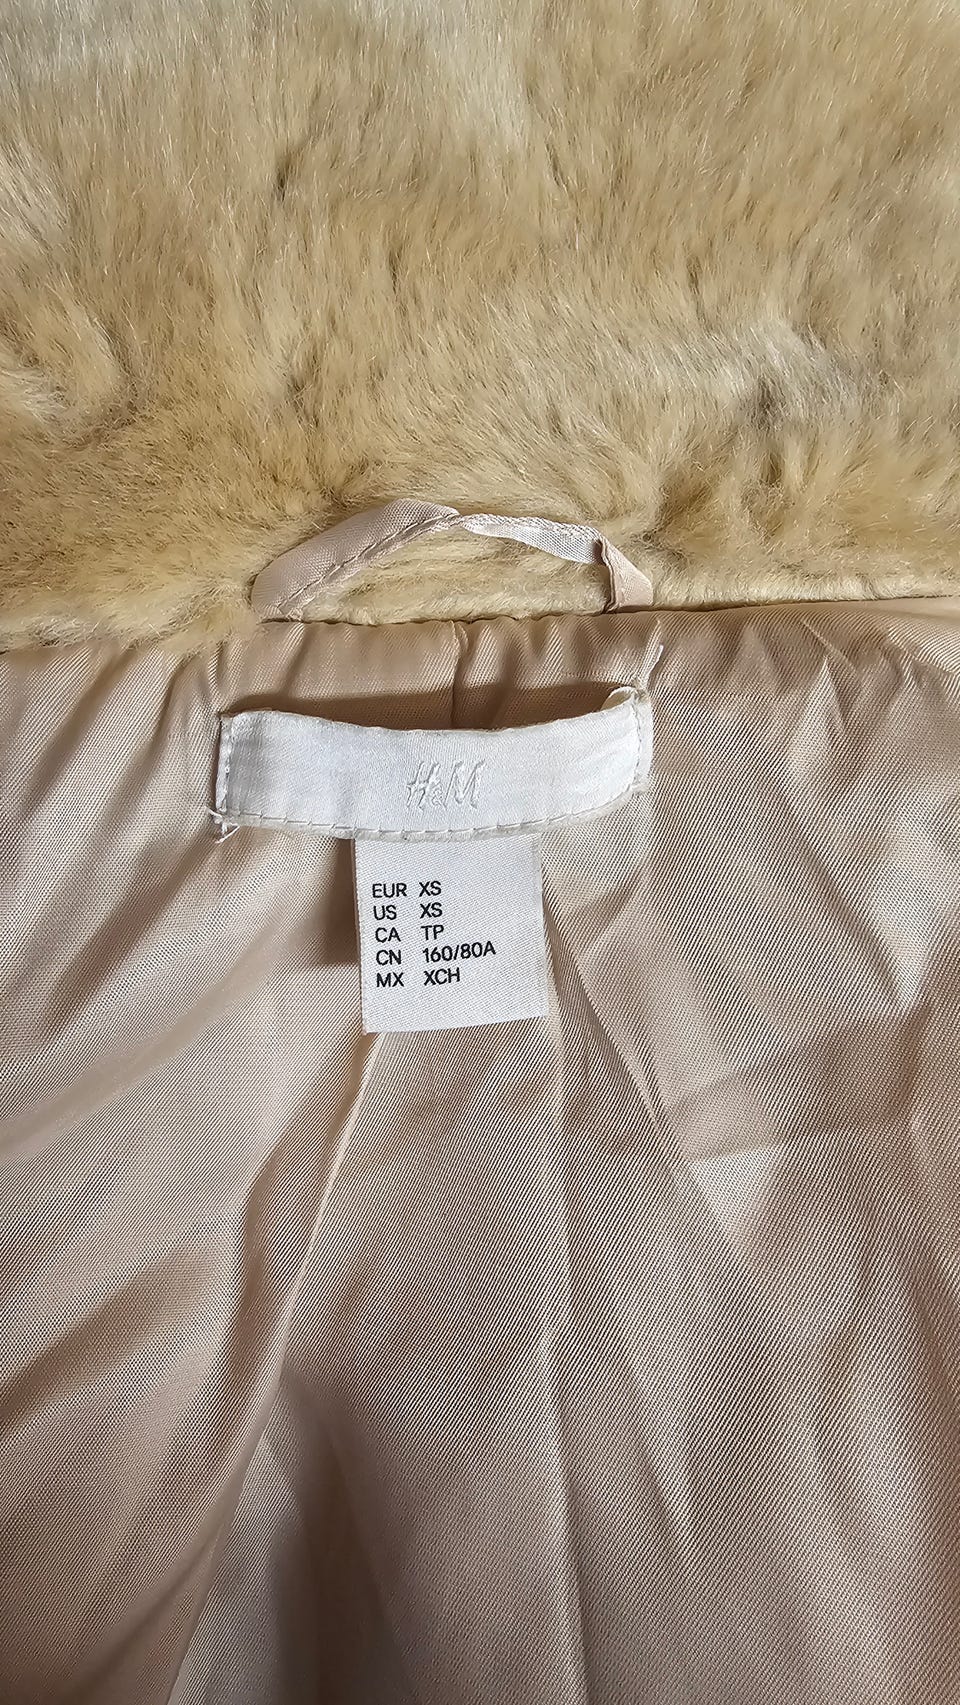 H&M
EUR XS
US XS
CA TP
CN 160/80A
MX XCH